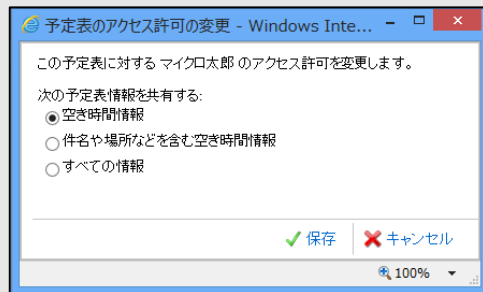 予定表のアクセス許可の変更 - Windows Inte...
この予定表に対する マイクロ太郎 のアクセス許可を変更します。
次の予定表情報を共有する:
空き時間情報
件名や場所などを含む空き時間情報
すべての情報
保存 キャンセル
100%